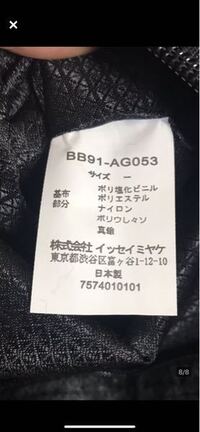 BB91-AG053
サイズ ー
基布 ポリ塩化ビニル
部分 ポリエステル
ナイロン
ポリウレタン
真鍮
株式会社 イッセイミヤケ
東京都渋谷区富ヶ谷1-12-10
日本製
7574010101
8/8